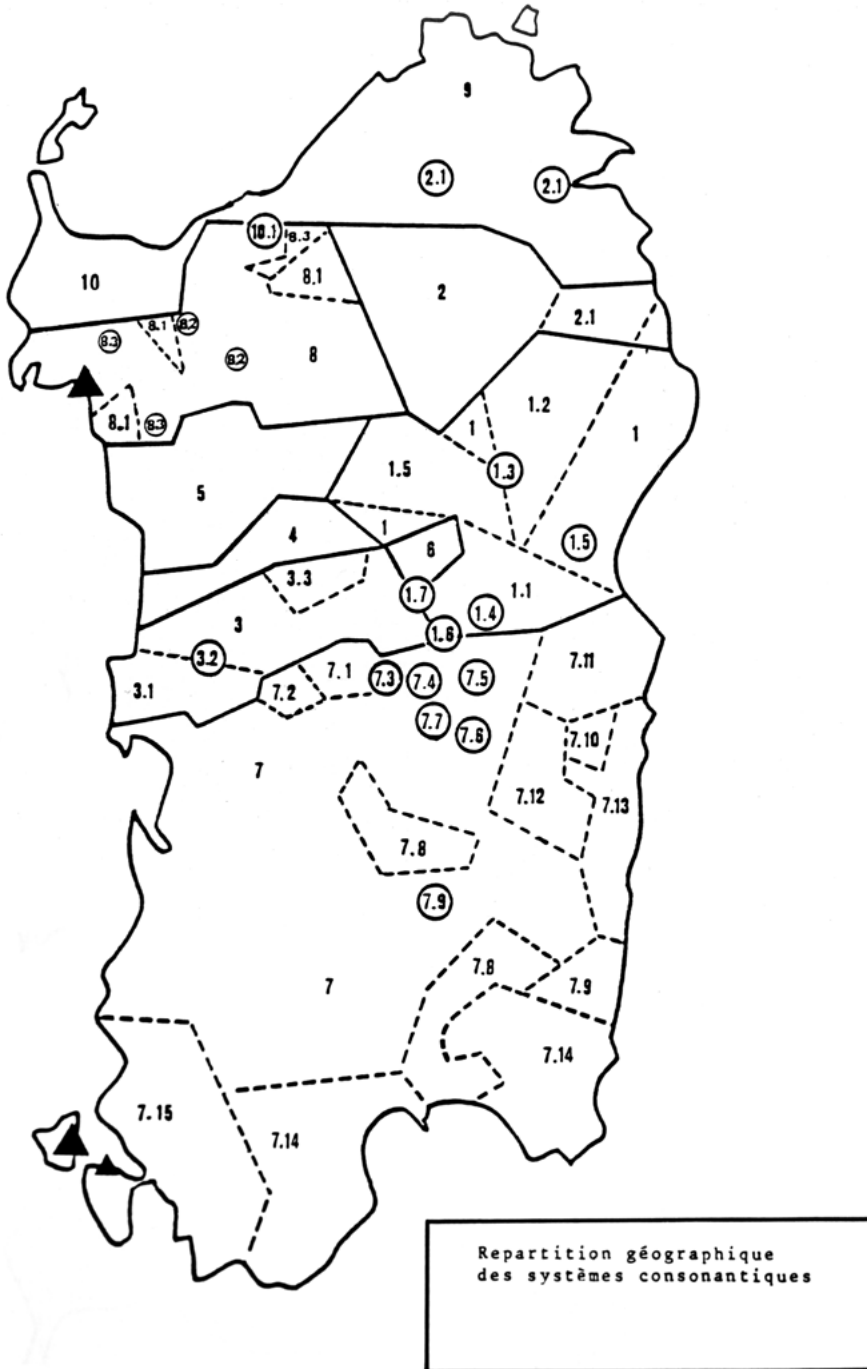 9
2.1 2.1
10.1 8.3
10 8.1 2
2.1
8.1 8.2
8.3 8.2 8 1.2
8.1 8.3 1 1
1.5 1.3
5
4 1 6 1.5
3.3 1.7 1.1
3 1.6 1.4
3.2 7.1 7.3 7.4 7.5 7.11
3.1 7.2
7.7 7.6 7.10
7 7.12 7.13
7.8
7.9
7.8
7 7.9
7.14
7.15
7.14
Repartition géographique
des systèmes consonantiques